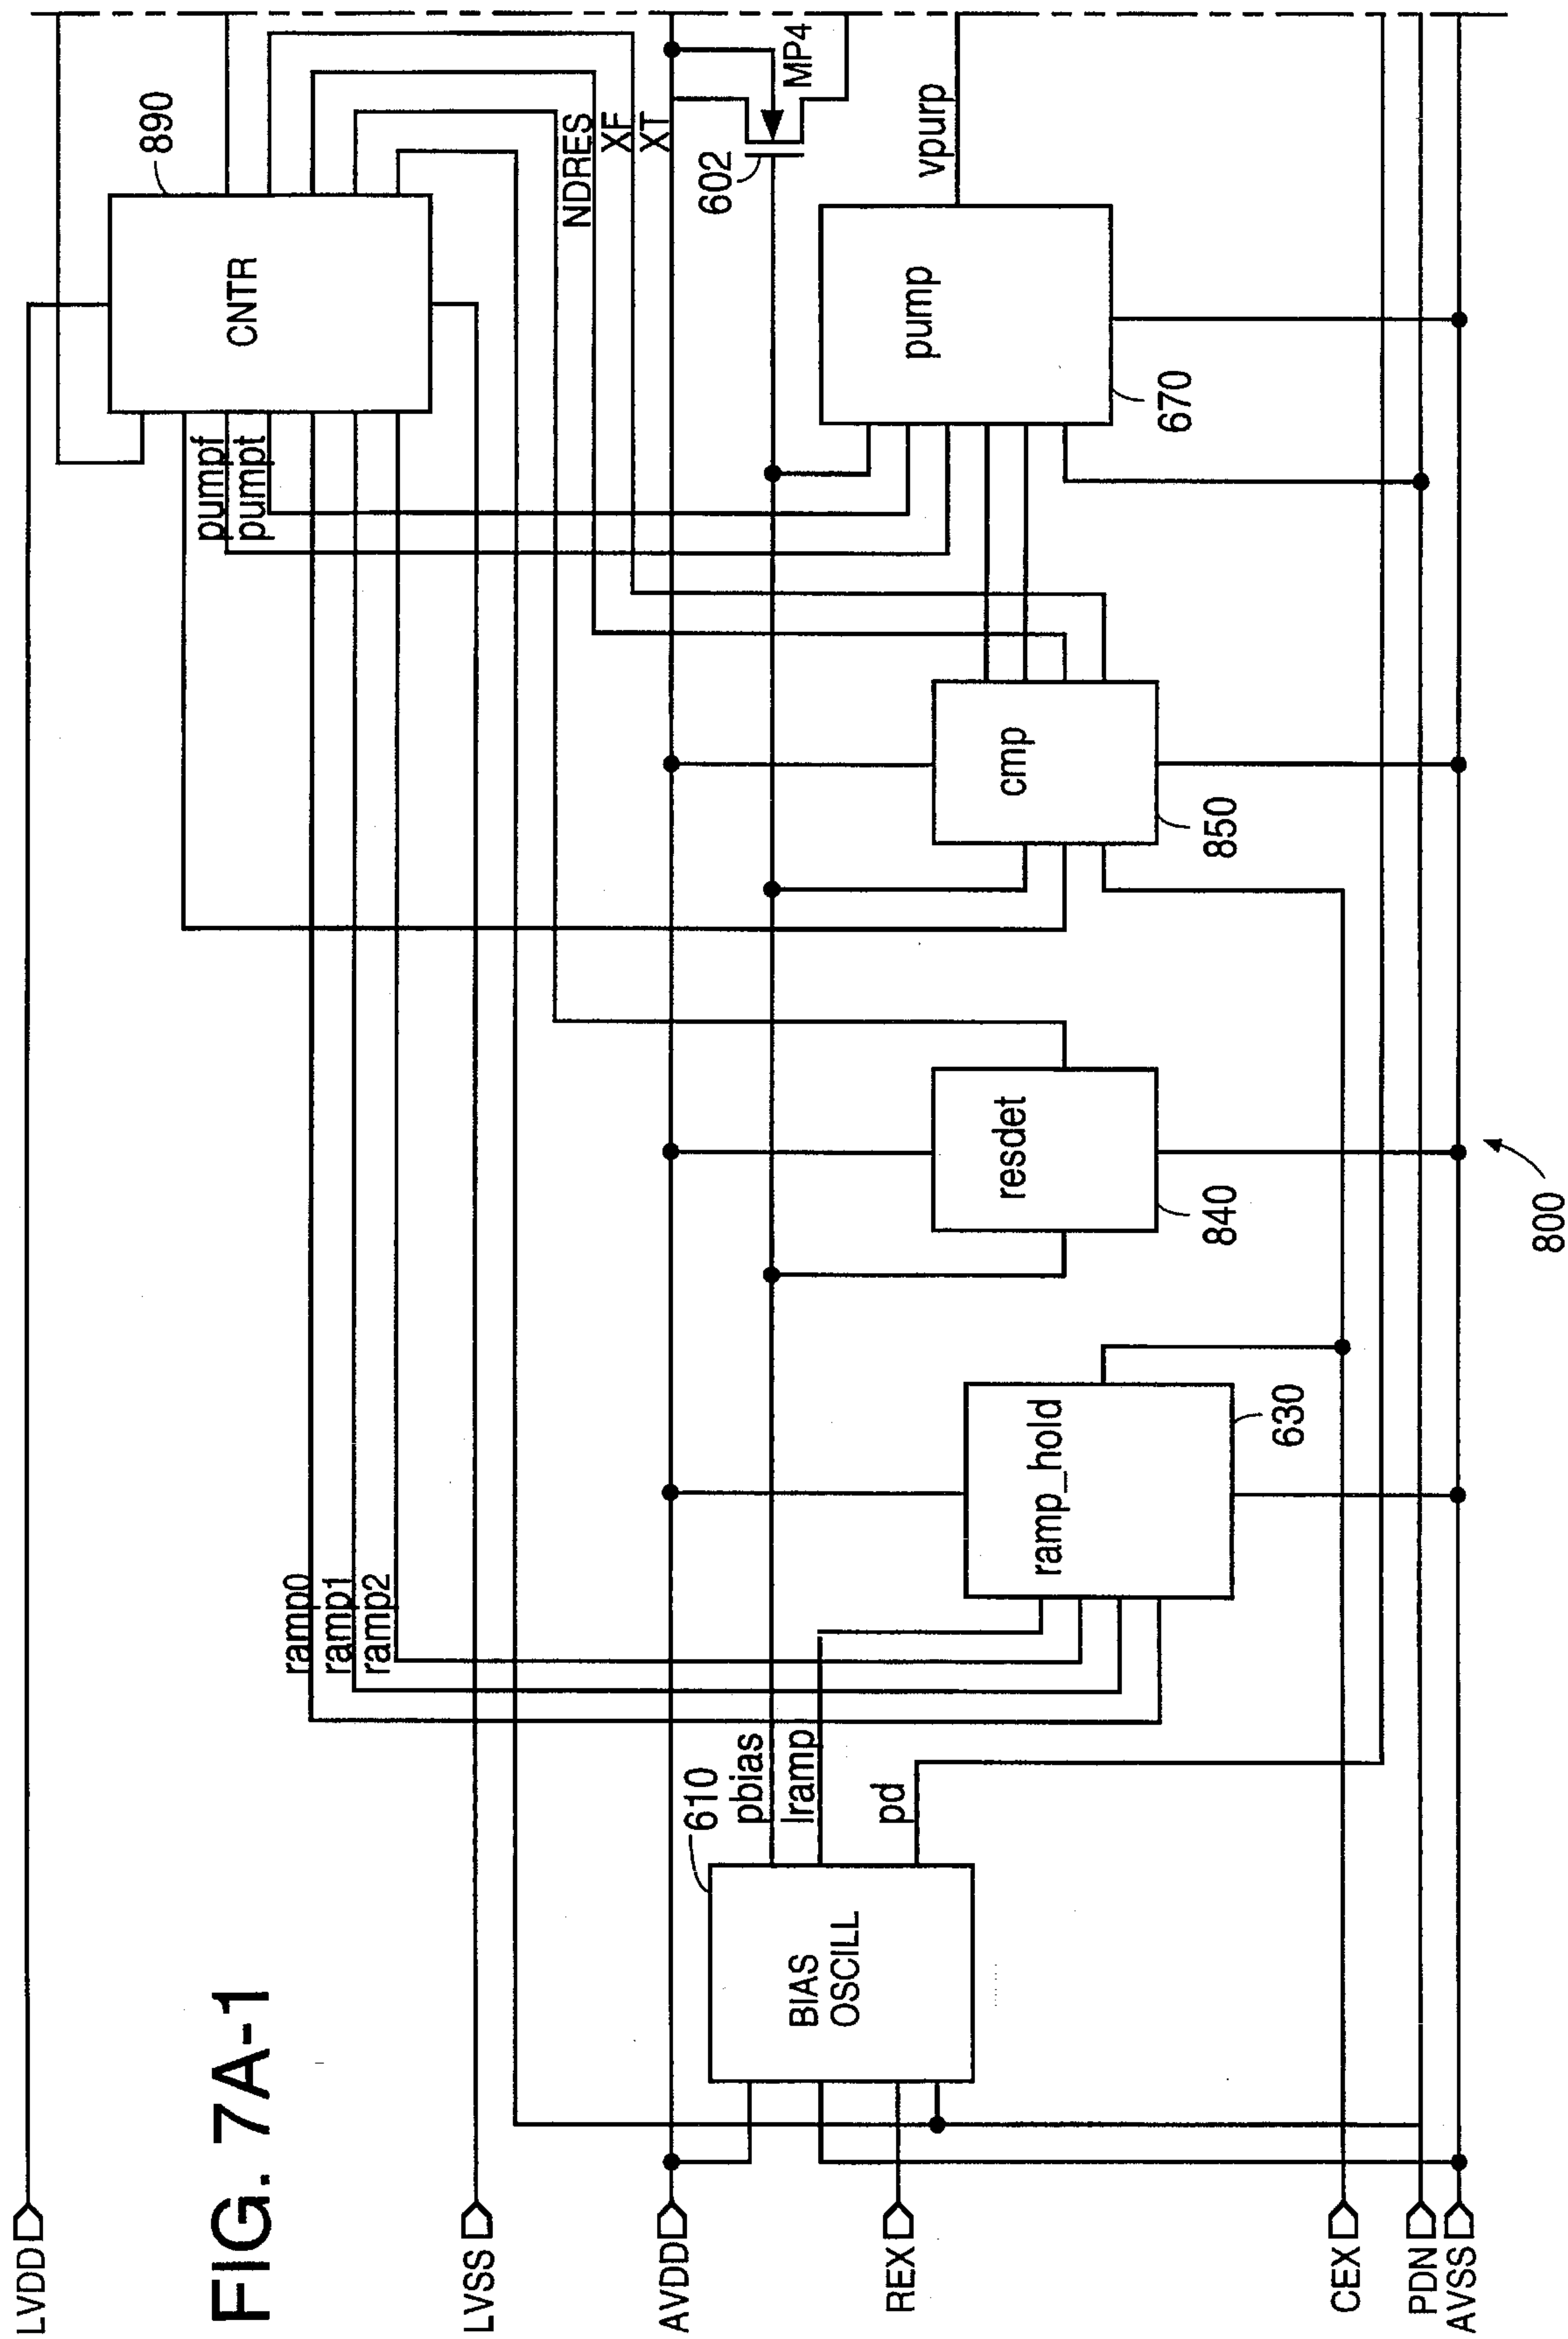 FIG. 7A-1
LVDD
LVSS
AVDD
REX
CEX
PDN
AVSS
CNTR
890
pumpf
pumpt
ramp0
ramp1
ramp2
NDRES
XF
XT
602
MP4
BIAS
OSCILL
610
pbias
Iramp
pd
ramp_hold
630
resdet
840
cmp
850
pump
670
vpurp
800